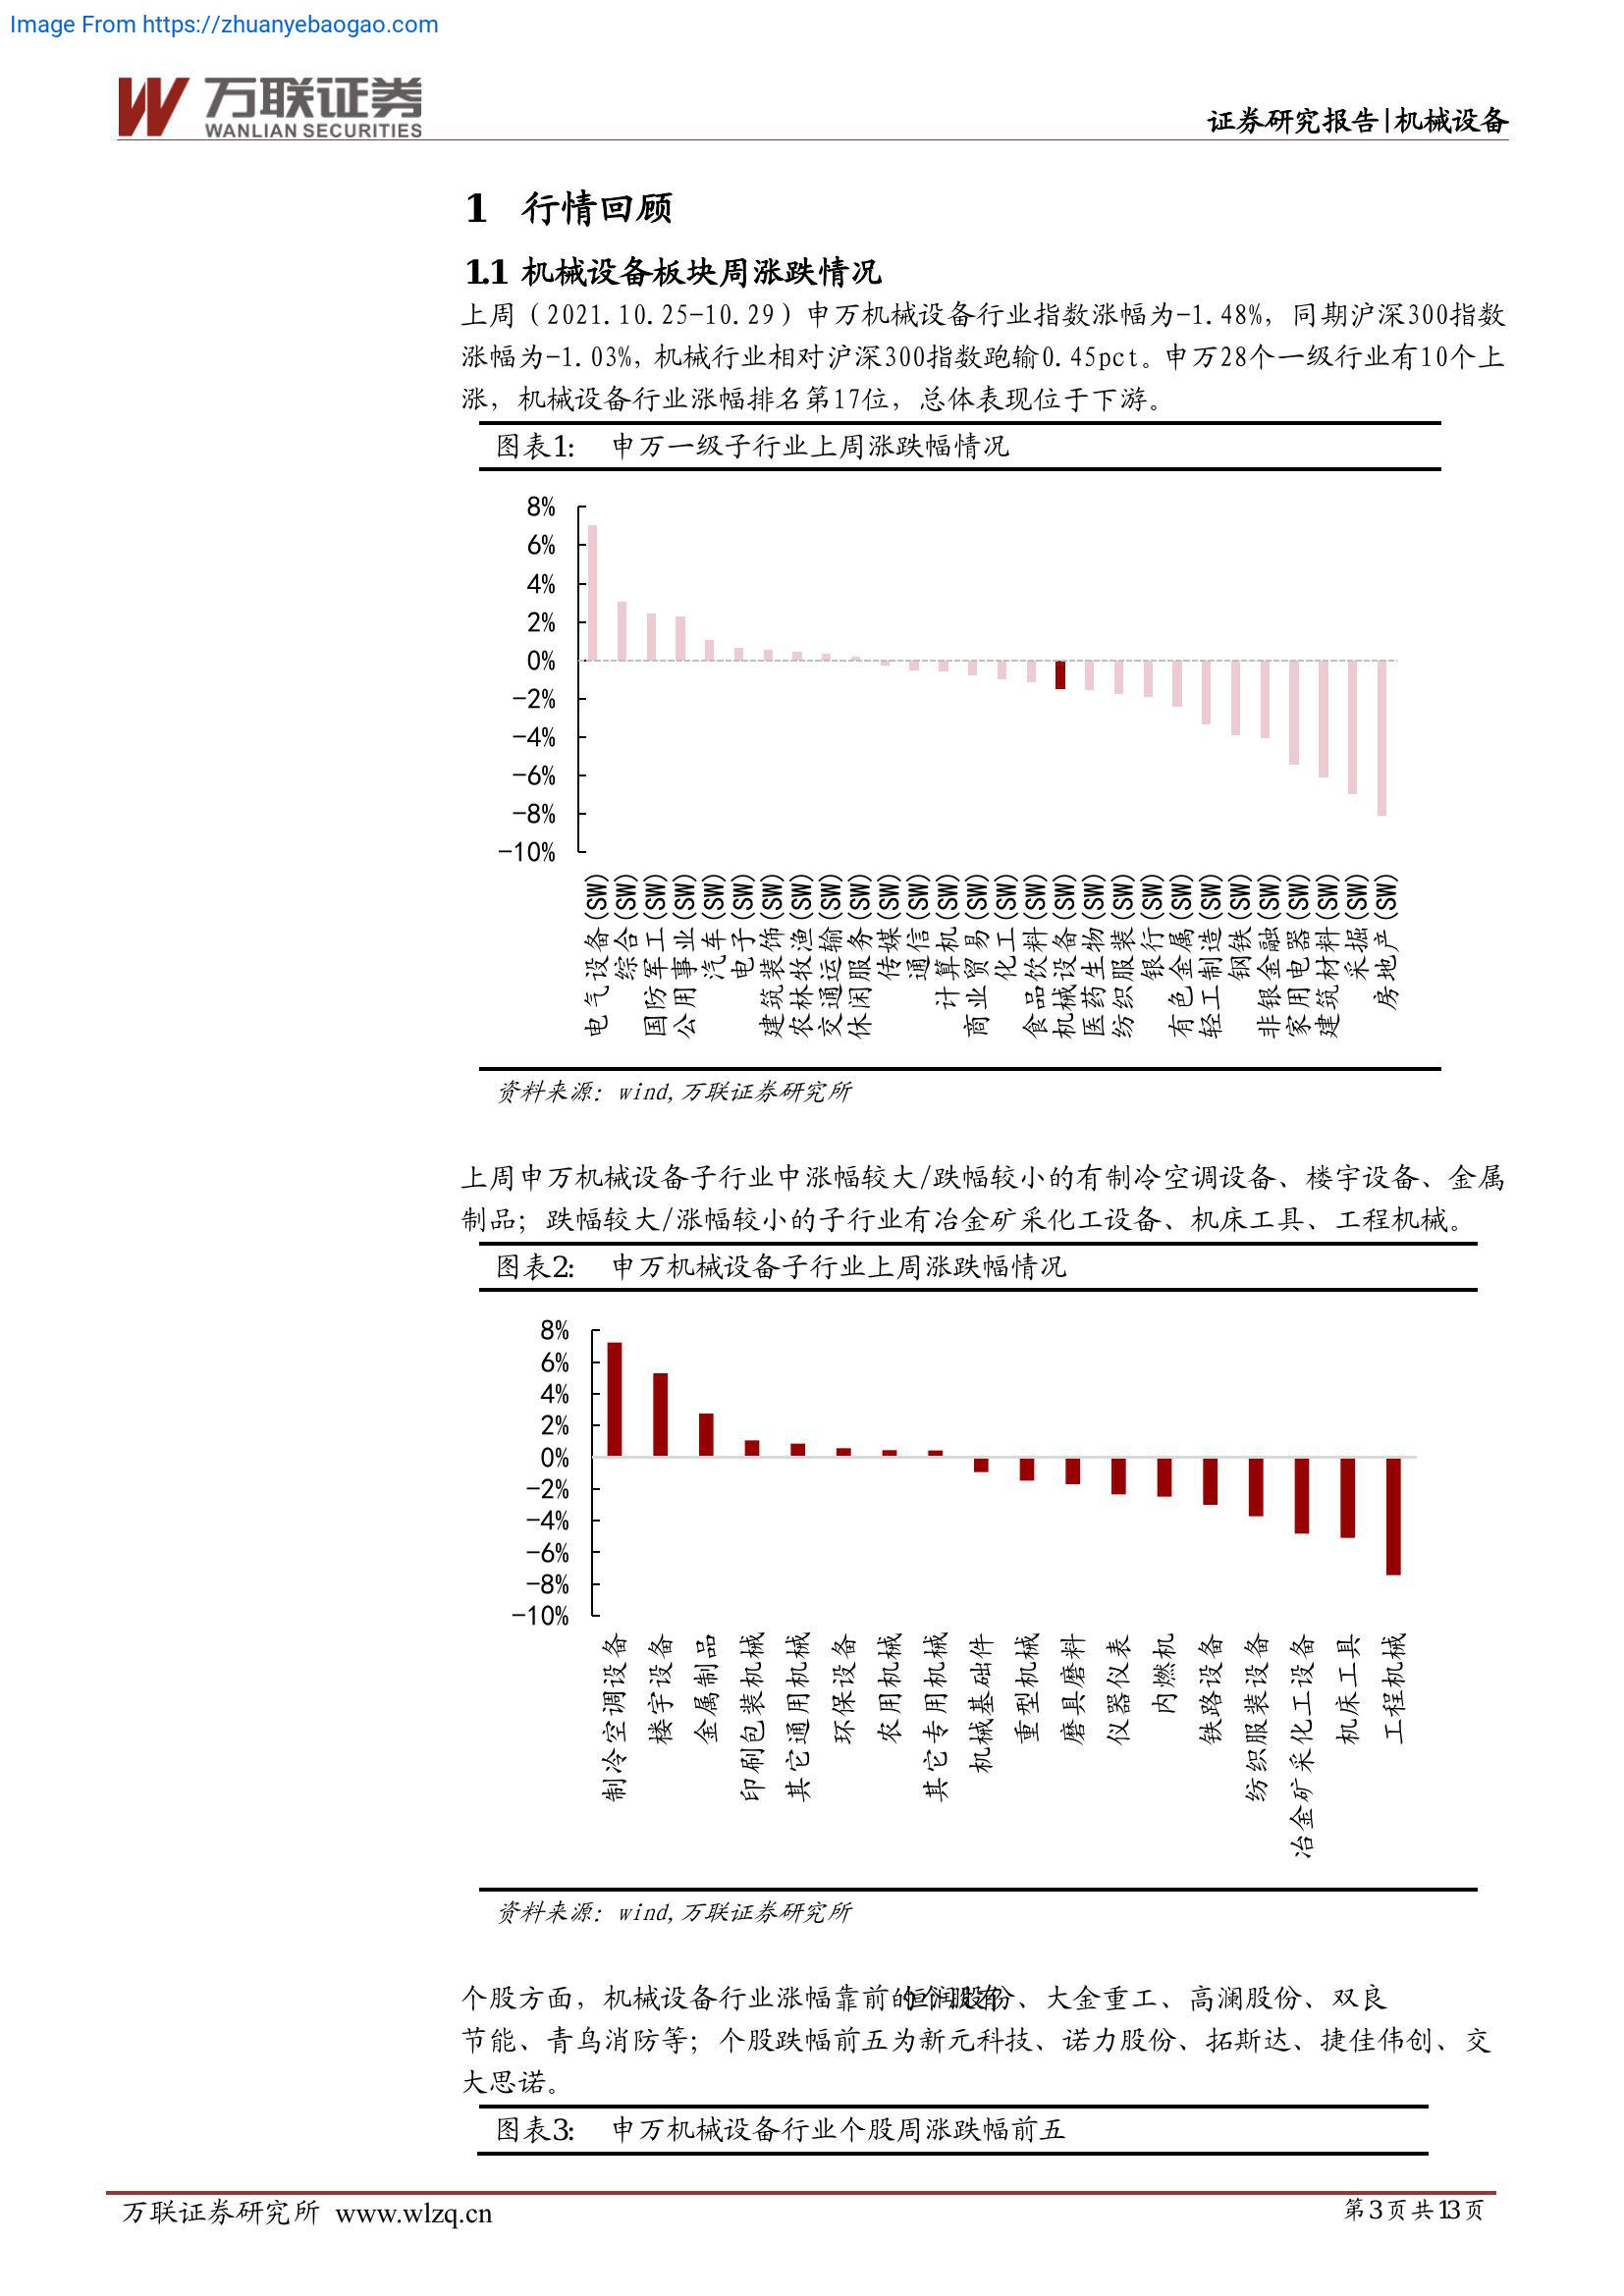 Image From https://zhuanyebaogao.com
万联证券
WANLIAN SECURITIES
证券研究报告|机械设备
1 行情回顾
1.1 机械设备板块周涨跌情况
上周（2021.10.25-10.29）申万机械设备行业指数涨幅为-1.48%，同期沪深300指数
涨幅为-1.03%，机械行业相对沪深300指数跑输0.45pct。申万28个一级行业有10个上
涨，机械设备行业涨幅排名第17位，总体表现位于下游。
图表1: 申万一级子行业上周涨跌幅情况
8%
6%
4%
2%
0%
-2%
-4%
-6%
-8%
-10%
电气设备(SW)
综合(SW)
国防军工(SW)
公用事业(SW)
汽车(SW)
电子(SW)
建筑装饰(SW)
农林牧渔(SW)
交通运输(SW)
休闲服务(SW)
传媒(SW)
通信(SW)
计算机(SW)
商业贸易(SW)
化工(SW)
食品饮料(SW)
机械设备(SW)
医药生物(SW)
纺织服装(SW)
银行(SW)
有色金属(SW)
轻工制造(SW)
钢铁(SW)
非银金融(SW)
家用电器(SW)
建筑材料(SW)
采掘(SW)
房地产(SW)
资料来源：wind,万联证券研究所
上周申万机械设备子行业中涨幅较大/跌幅较小的有制冷空调设备、楼宇设备、金属
制品；跌幅较大/涨幅较小的子行业有冶金矿采化工设备、机床工具、工程机械。
图表2: 申万机械设备子行业上周涨跌幅情况
8%
6%
4%
2%
0%
-2%
-4%
-6%
-8%
-10%
制冷空调设备
楼宇设备
金属制品
印刷包装机械
其它通用机械
环保设备
农用机械
其它专用机械
机械基础件
重型机械
磨具磨料
仪器仪表
内燃机
铁路设备
纺织服装设备
冶金矿采化工设备
机床工具
工程机械
资料来源：wind,万联证券研究所
个股方面，机械设备行业涨幅靠前的、大金重工、高澜股份、双良
节能、青鸟消防等；个股跌幅前五为新元科技、诺力股份、拓斯达、捷佳伟创、交
大思诺。
图表3: 申万机械设备行业个股周涨跌幅前五
万联证券研究所 www.wlzq.cn
第3页共13页